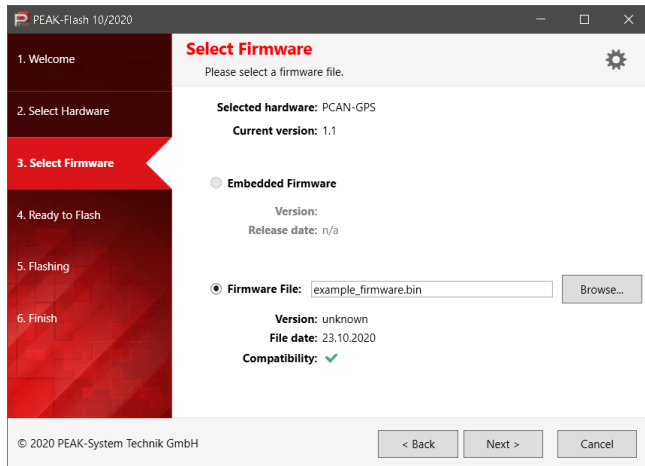 PEAK-Flash 10/2020
1. Welcome
2. Select Hardware
3. Select Firmware
4. Ready to Flash
5. Flashing
6. Finish
Select Firmware
Please select a firmware file.
Selected hardware: PCAN-GPS
Current version: 1.1
Embedded Firmware
Version:
Release date: n/a
Firmware File: example_firmware.bin Browse...
Version: unknown
File date: 23.10.2020
Compatibility:
© 2020 PEAK-System Technik GmbH
< Back Next > Cancel